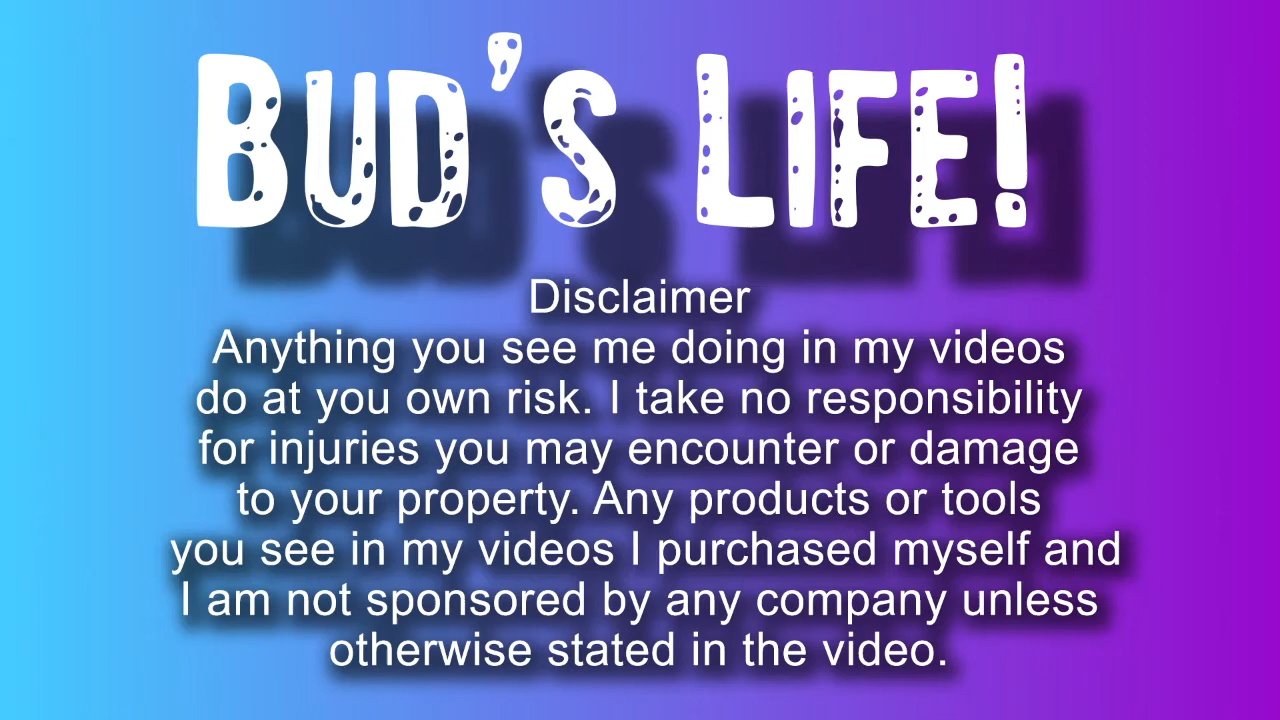 Bud's Life!
Disclaimer
Anything you see me doing in my videos
do at you own risk. I take no responsibility
for injuries you may encounter or damage
to your property. Any products or tools
you see in my videos I purchased myself and
I am not sponsored by any company unless
otherwise stated in the video.